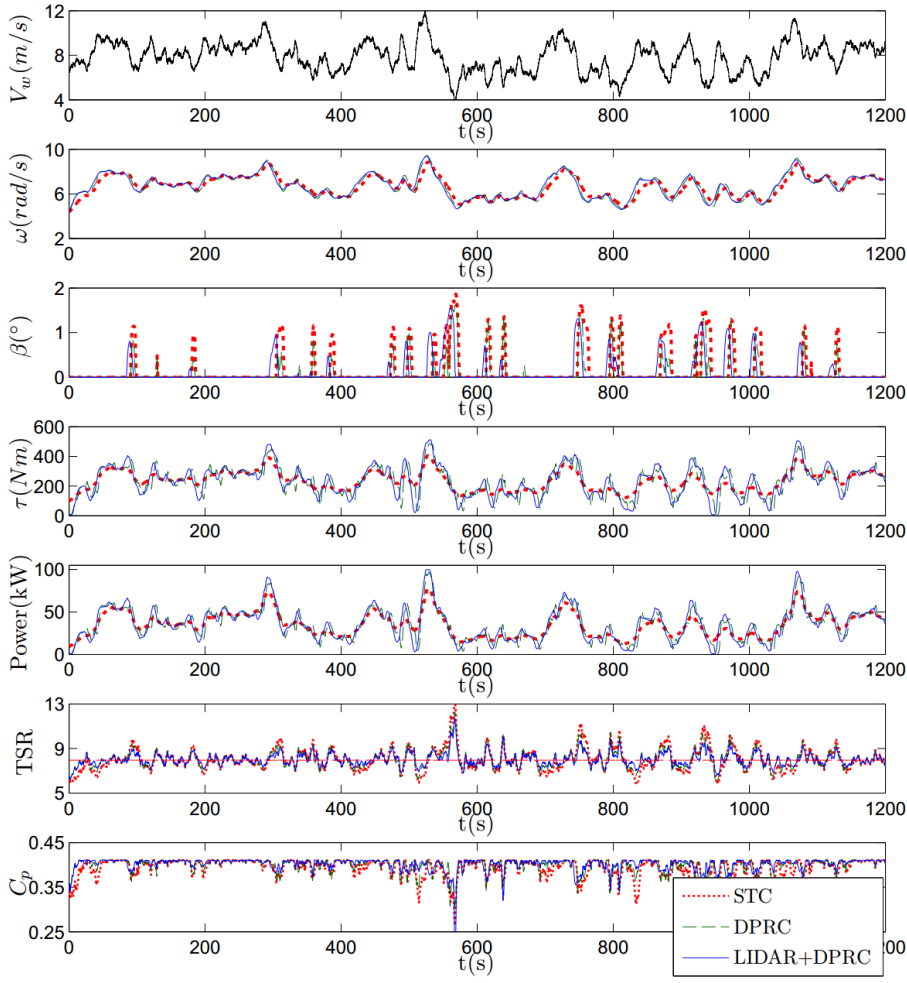 12
8
4
V_w(m/s)
0 200 400 600 800 1000 1200
t(s)
10
6
2
ω(rad/s)
0 200 400 600 800 1000 1200
t(s)
2
1
0
β(°)
0 200 400 600 800 1000 1200
t(s)
600
400
200
0
τ(Nm)
0 200 400 600 800 1000 1200
t(s)
100
50
0
Power(kW)
0 200 400 600 800 1000 1200
t(s)
13
9
5
TSR
0 200 400 600 800 1000 1200
t(s)
0.45
0.35
0.25
C_p
0 200 400 600 800 1000 1200
t(s)
STC
DPRC
LIDAR+DPRC